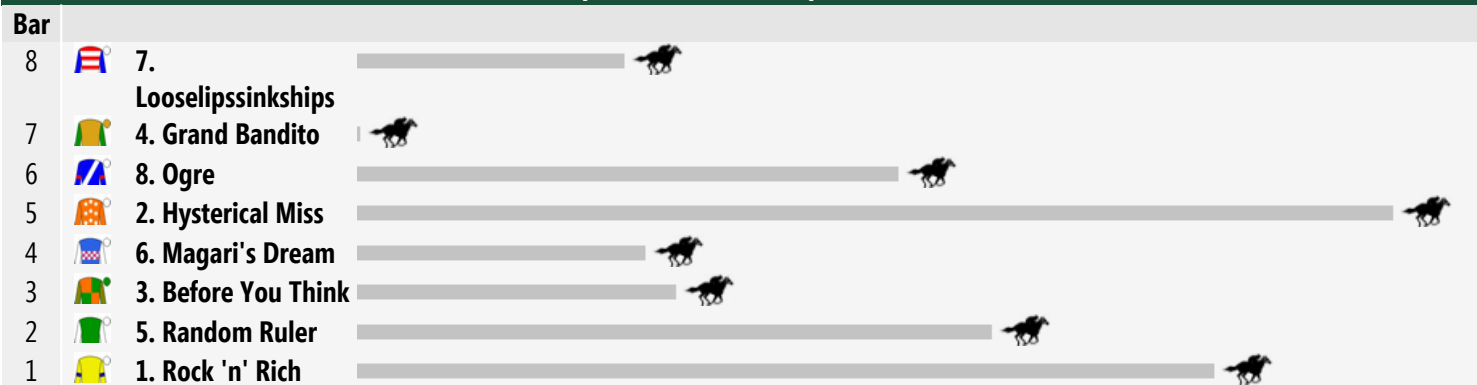 Bar
8 7.
Looselipssinkships
7 4. Grand Bandito
6 8. Ogre
5 2. Hysterical Miss
4 6. Magari's Dream
3 3. Before You Think
2 5. Random Ruler
1 1. Rock 'n' Rich